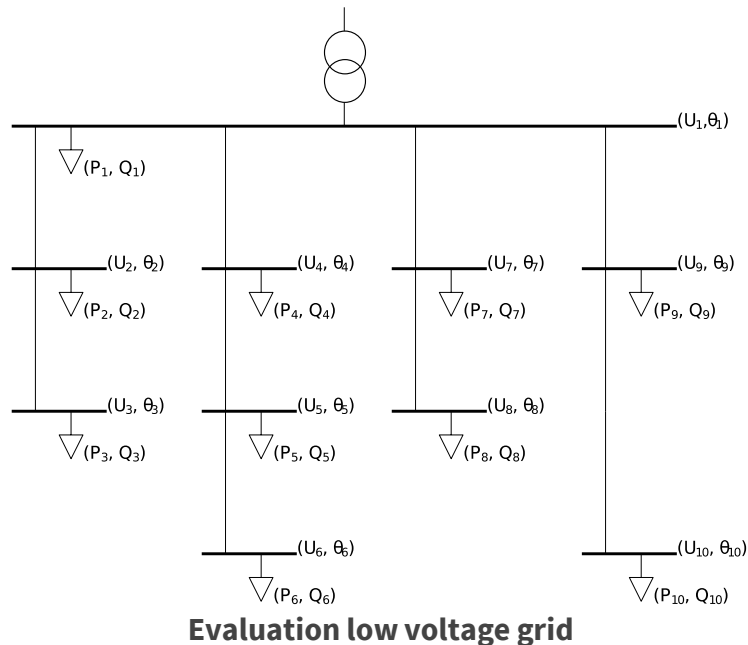 (U₁,θ₁)
(P₁, Q₁)
(U₂, θ₂) (U₄, θ₄) (U₇, θ₇) (U₉, θ₉)
(P₂, Q₂) (P₄, Q₄) (P₇, Q₇) (P₉, Q₉)
(U₃, θ₃) (U₅, θ₅) (U₈, θ₈)
(P₃, Q₃) (P₅, Q₅) (P₈, Q₈)
(U₆, θ₆) (U₁₀, θ₁₀)
(P₆, Q₆) (P₁₀, Q₁₀)
Evaluation low voltage grid